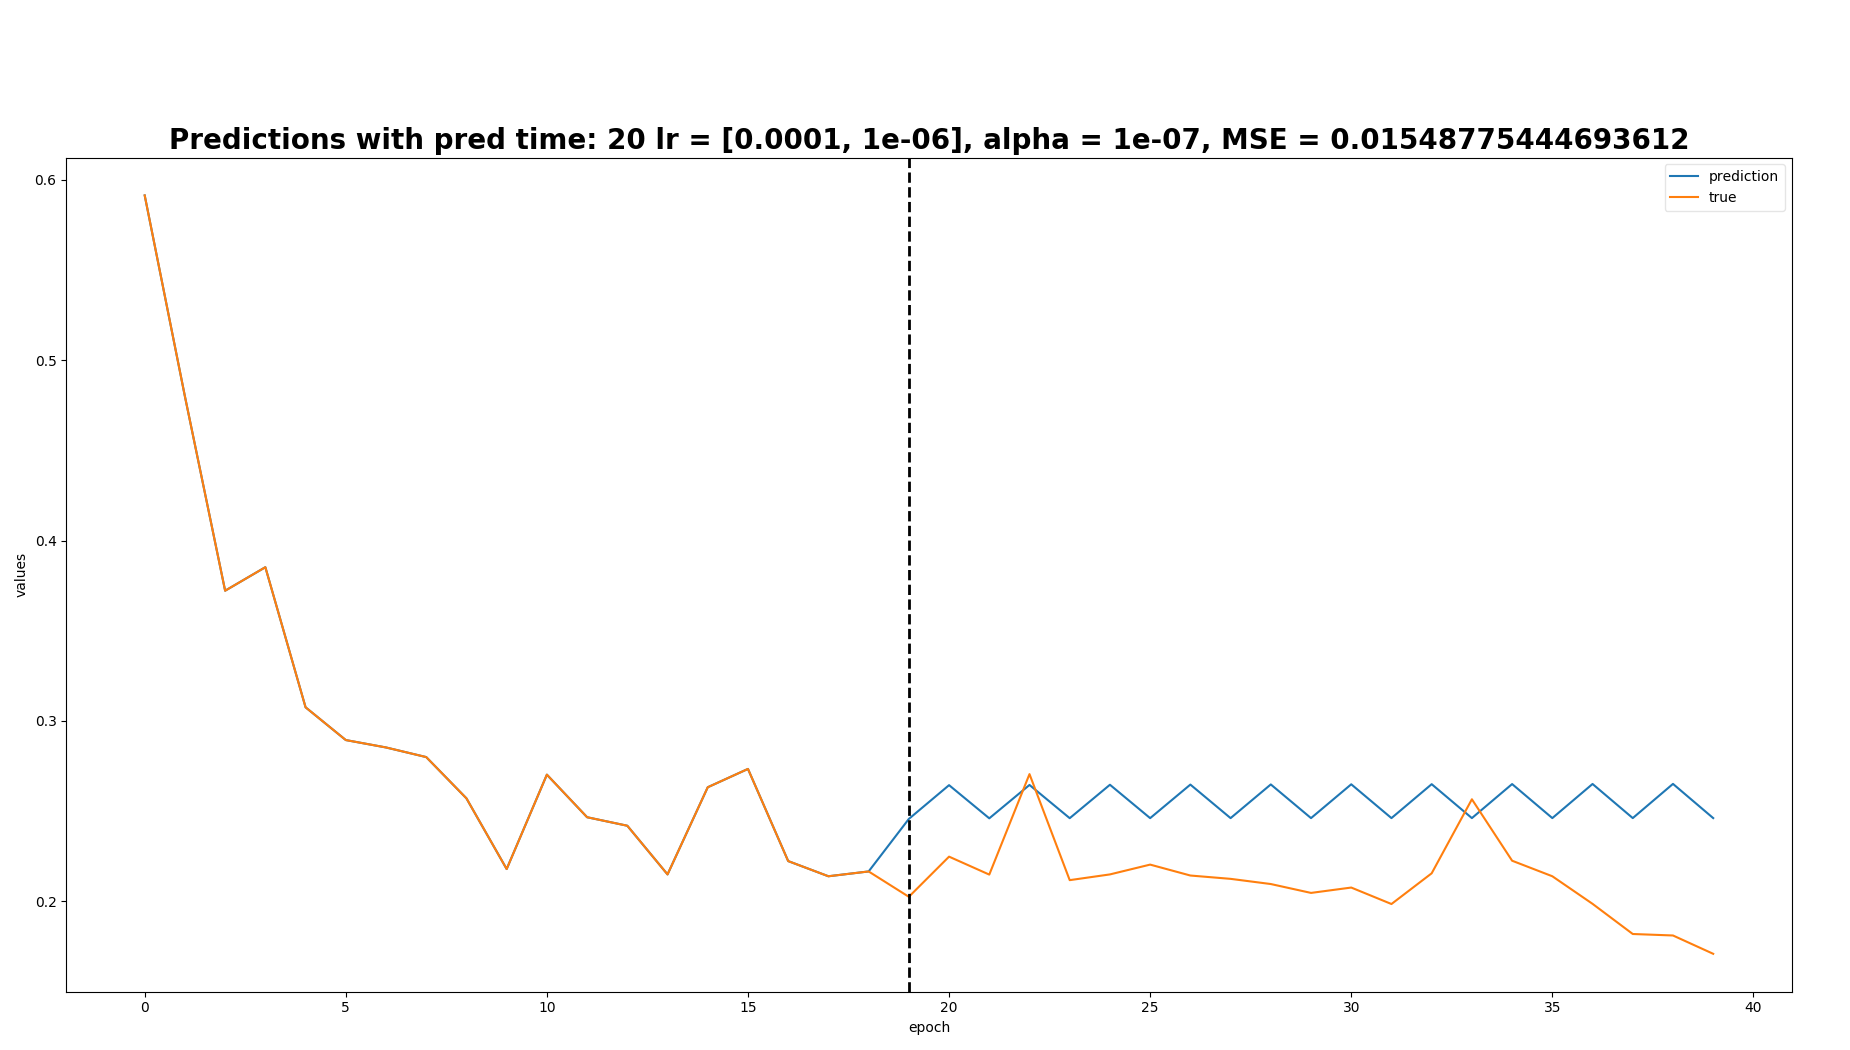 Predictions with pred time: 20 lr = [0.0001, 1e-06], alpha = 1e-07, MSE = 0.01548775444693612
prediction
true
0.6
0.5
0.4
0.3
0.2
values
0 5 10 15 20 25 30 35 40
epoch